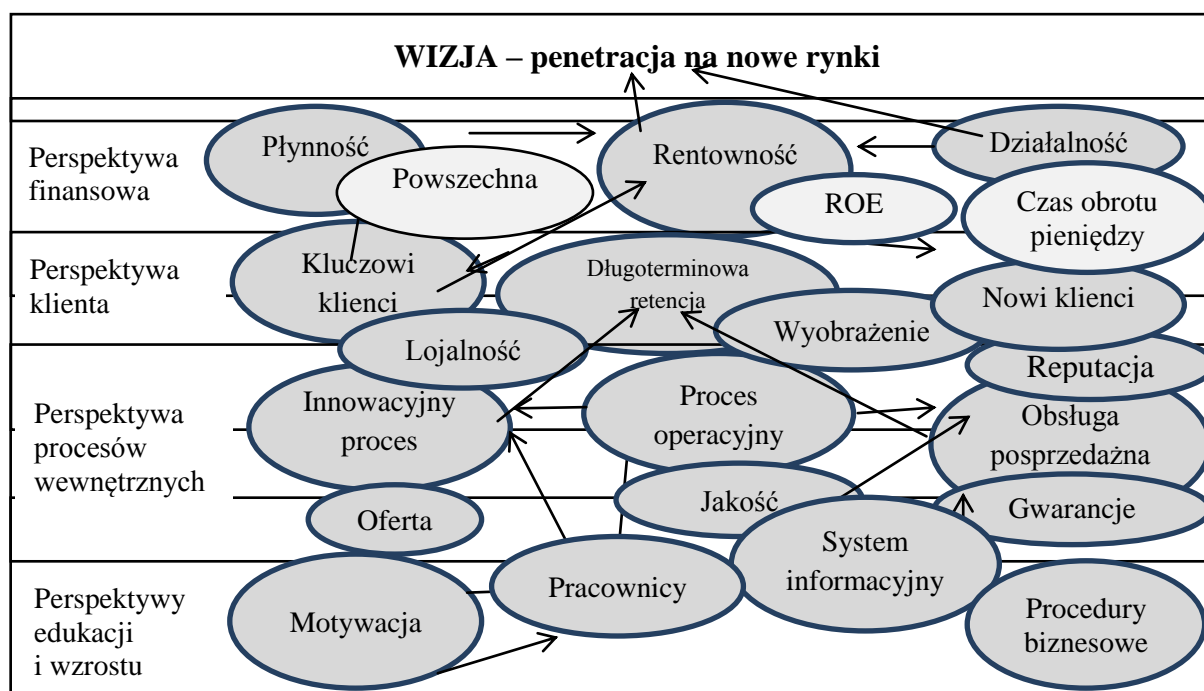 WIZJA – penetracja na nowe rynki
Perspektywa
finansowa
Płynność
Powszechna
Rentowność
ROE
Działalność
Czas obrotu
pieniędzy
Perspektywa
klienta
Kluczowi
klienci
Lojalność
Długoterminowa
retencja
Wyobrażenie
Nowi klienci
Reputacja
Perspektywa
procesów
wewnętrznych
Innowacyjny
proces
Oferta
Proces
operacyjny
Jakość
Obsługa
posprzedażna
Gwarancje
Perspektywy
edukacji
i wzrostu
Motywacja
Pracownicy
System
informacyjny
Procedury
biznesowe